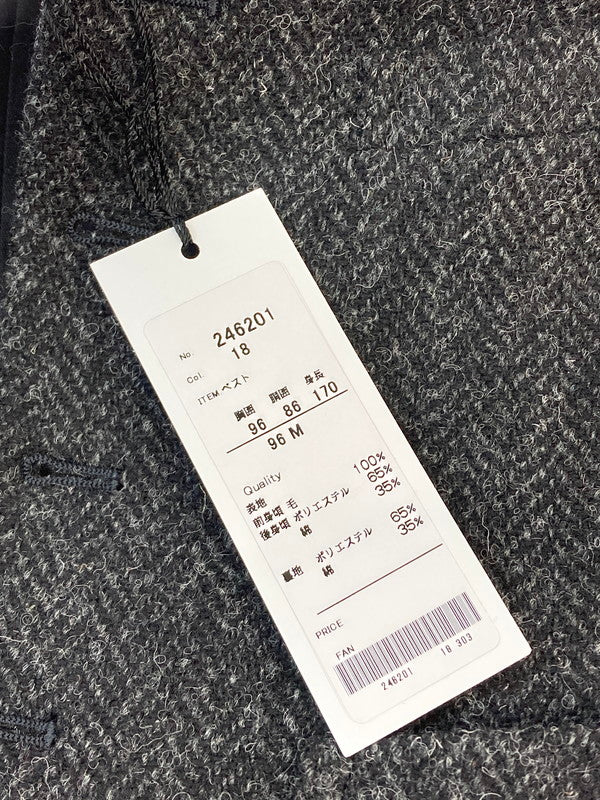 No. 246201
Col. 18
ITEM ベスト
胸囲 胴囲 身長
96 86 170
96 M
Quality
表地
前身頃 毛 100%
後身頃 ポリエステル 65%
綿 35%
裏地 ポリエステル 65%
綿 35%
PRICE
FAN
246201 18 303